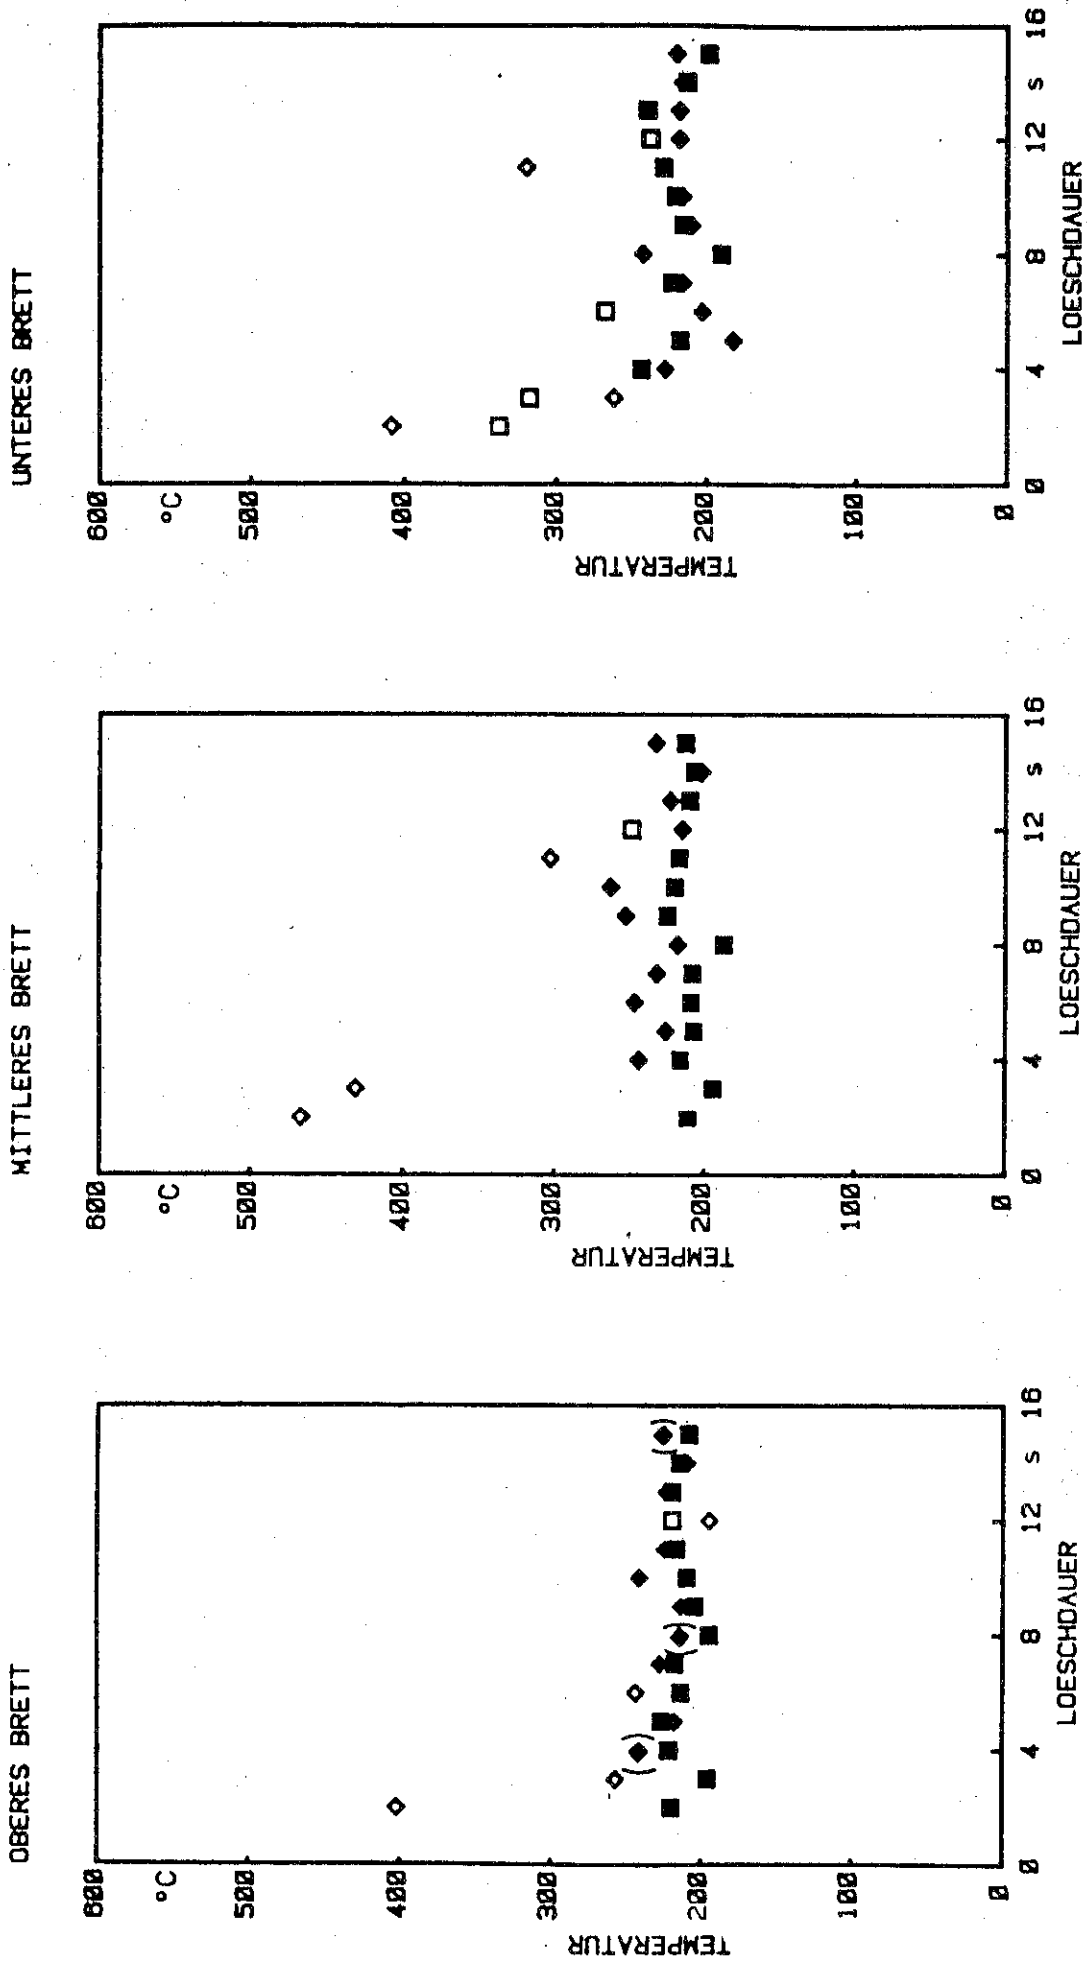 OBERES BRETT
600
°C
500
400
300
200
100
0
TEMPERATUR
0 4 8 12 s 16
LOESCHDAUER
MITTLERES BRETT
600
°C
500
400
300
200
100
0
TEMPERATUR
0 4 8 12 s 16
LOESCHDAUER
UNTERES BRETT
600
°C
500
400
300
200
100
0
TEMPERATUR
0 4 8 12 s 16
LOESCHDAUER